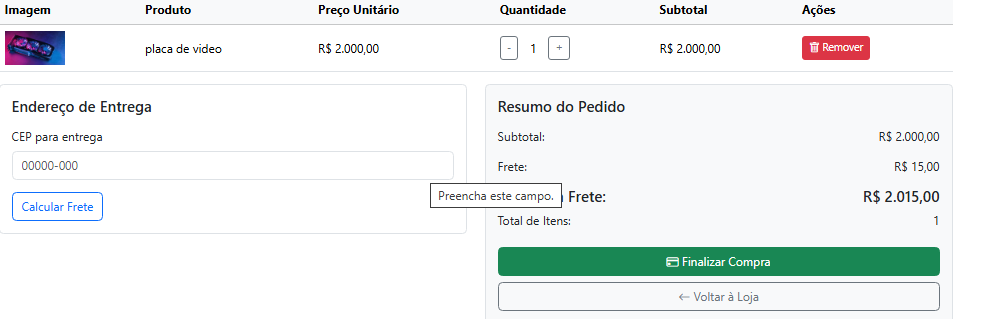 Imagem Produto Preço Unitário Quantidade Subtotal Ações
placa de video R$ 2.000,00 - 1 + R$ 2.000,00 Remover
Endereço de Entrega
CEP para entrega
00000-000
Calcular Frete
Preencha este campo.
Resumo do Pedido
Subtotal: R$ 2.000,00
Frete: R$ 15,00
Frete: R$ 2.015,00
Total de Itens: 1
Finalizar Compra
← Voltar à Loja